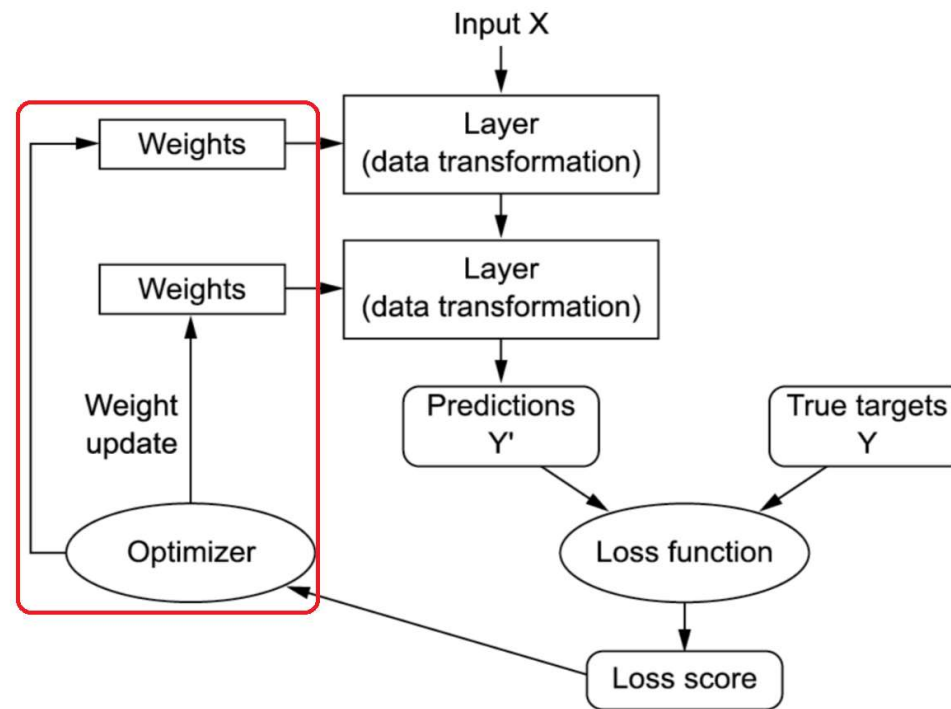 Input X
Weights
Layer
(data transformation)
Weights
Layer
(data transformation)
Weight
update
Predictions
Y'
True targets
Y
Optimizer
Loss function
Loss score